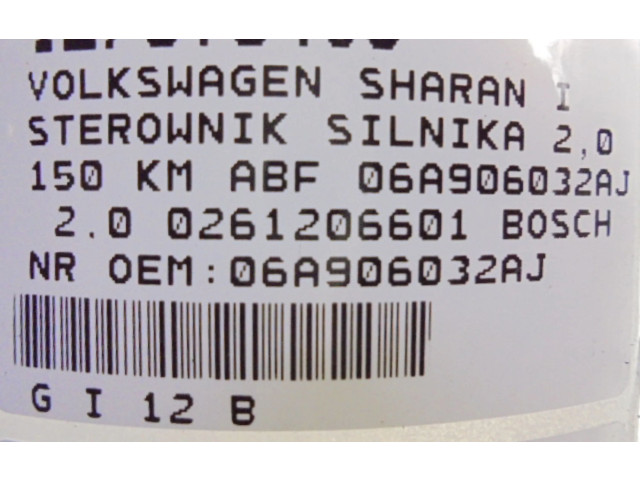 VOLKSWAGEN SHARAN I
STEROWNIK SILNIKA 2,0
150 KM ABF 06A906032AJ
2.0 0261206601 BOSCH
NR OEM:06A906032AJ
G I 12 B